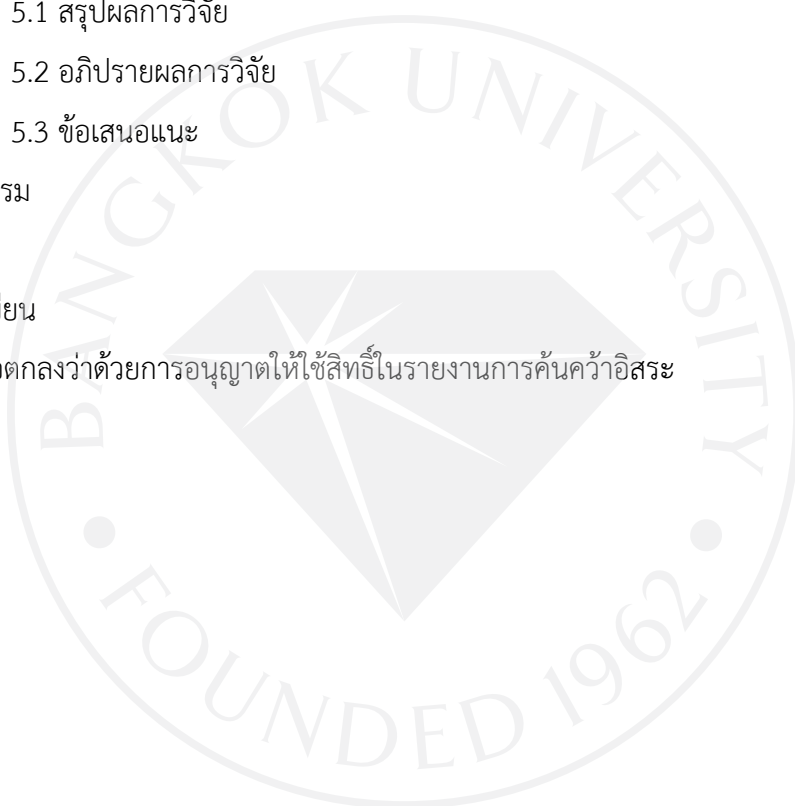 5.1 สรุปผลการวิจัย
5.2 อภิปรายผลการวิจัย
5.3 ข้อเสนอแนะ
BANGKOK UNIVERSITY
ตกลงว่าด้วยการอนุญาตให้ใช้สิทธิ์ในรายงานการค้นคว้าอิสระ
• FOUNDED 1962 •